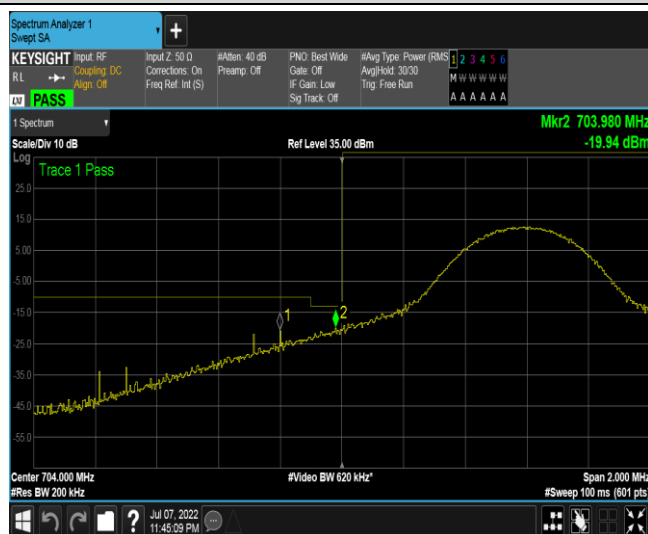 Spectrum Analyzer 1
Swept SA
+
KEYSIGHT
RL
LXI PASS
Input: RF
Coupling: DC
Align: Off
Input Z: 50 Ω
Corrections: On
Freq Ref: Int (S)
#Atten: 40 dB
Preamp: Off
PNO: Best Wide
Gate: Off
IF Gain: Low
Sig Track: Off
#Avg Type: Power (RMS
Avg|Hold: 30/30
Trig: Free Run
1 2 3 4 5 6
M W W W W W
A A A A A A
1 Spectrum
Mkr2 703.980 MHz
Scale/Div 10 dB
Ref Level 35.00 dBm
-19.94 dBm
Log
Trace 1 Pass
25.0
15.0
5.00
-5.00
-15.0
-25.0
-35.0
-45.0
-55.0
1
2
Center 704.000 MHz
#Video BW 620 kHz*
Span 2.000 MHz
#Res BW 200 kHz
#Sweep 100 ms (601 pts)
?
Jul 07, 2022
11:45:09 PM